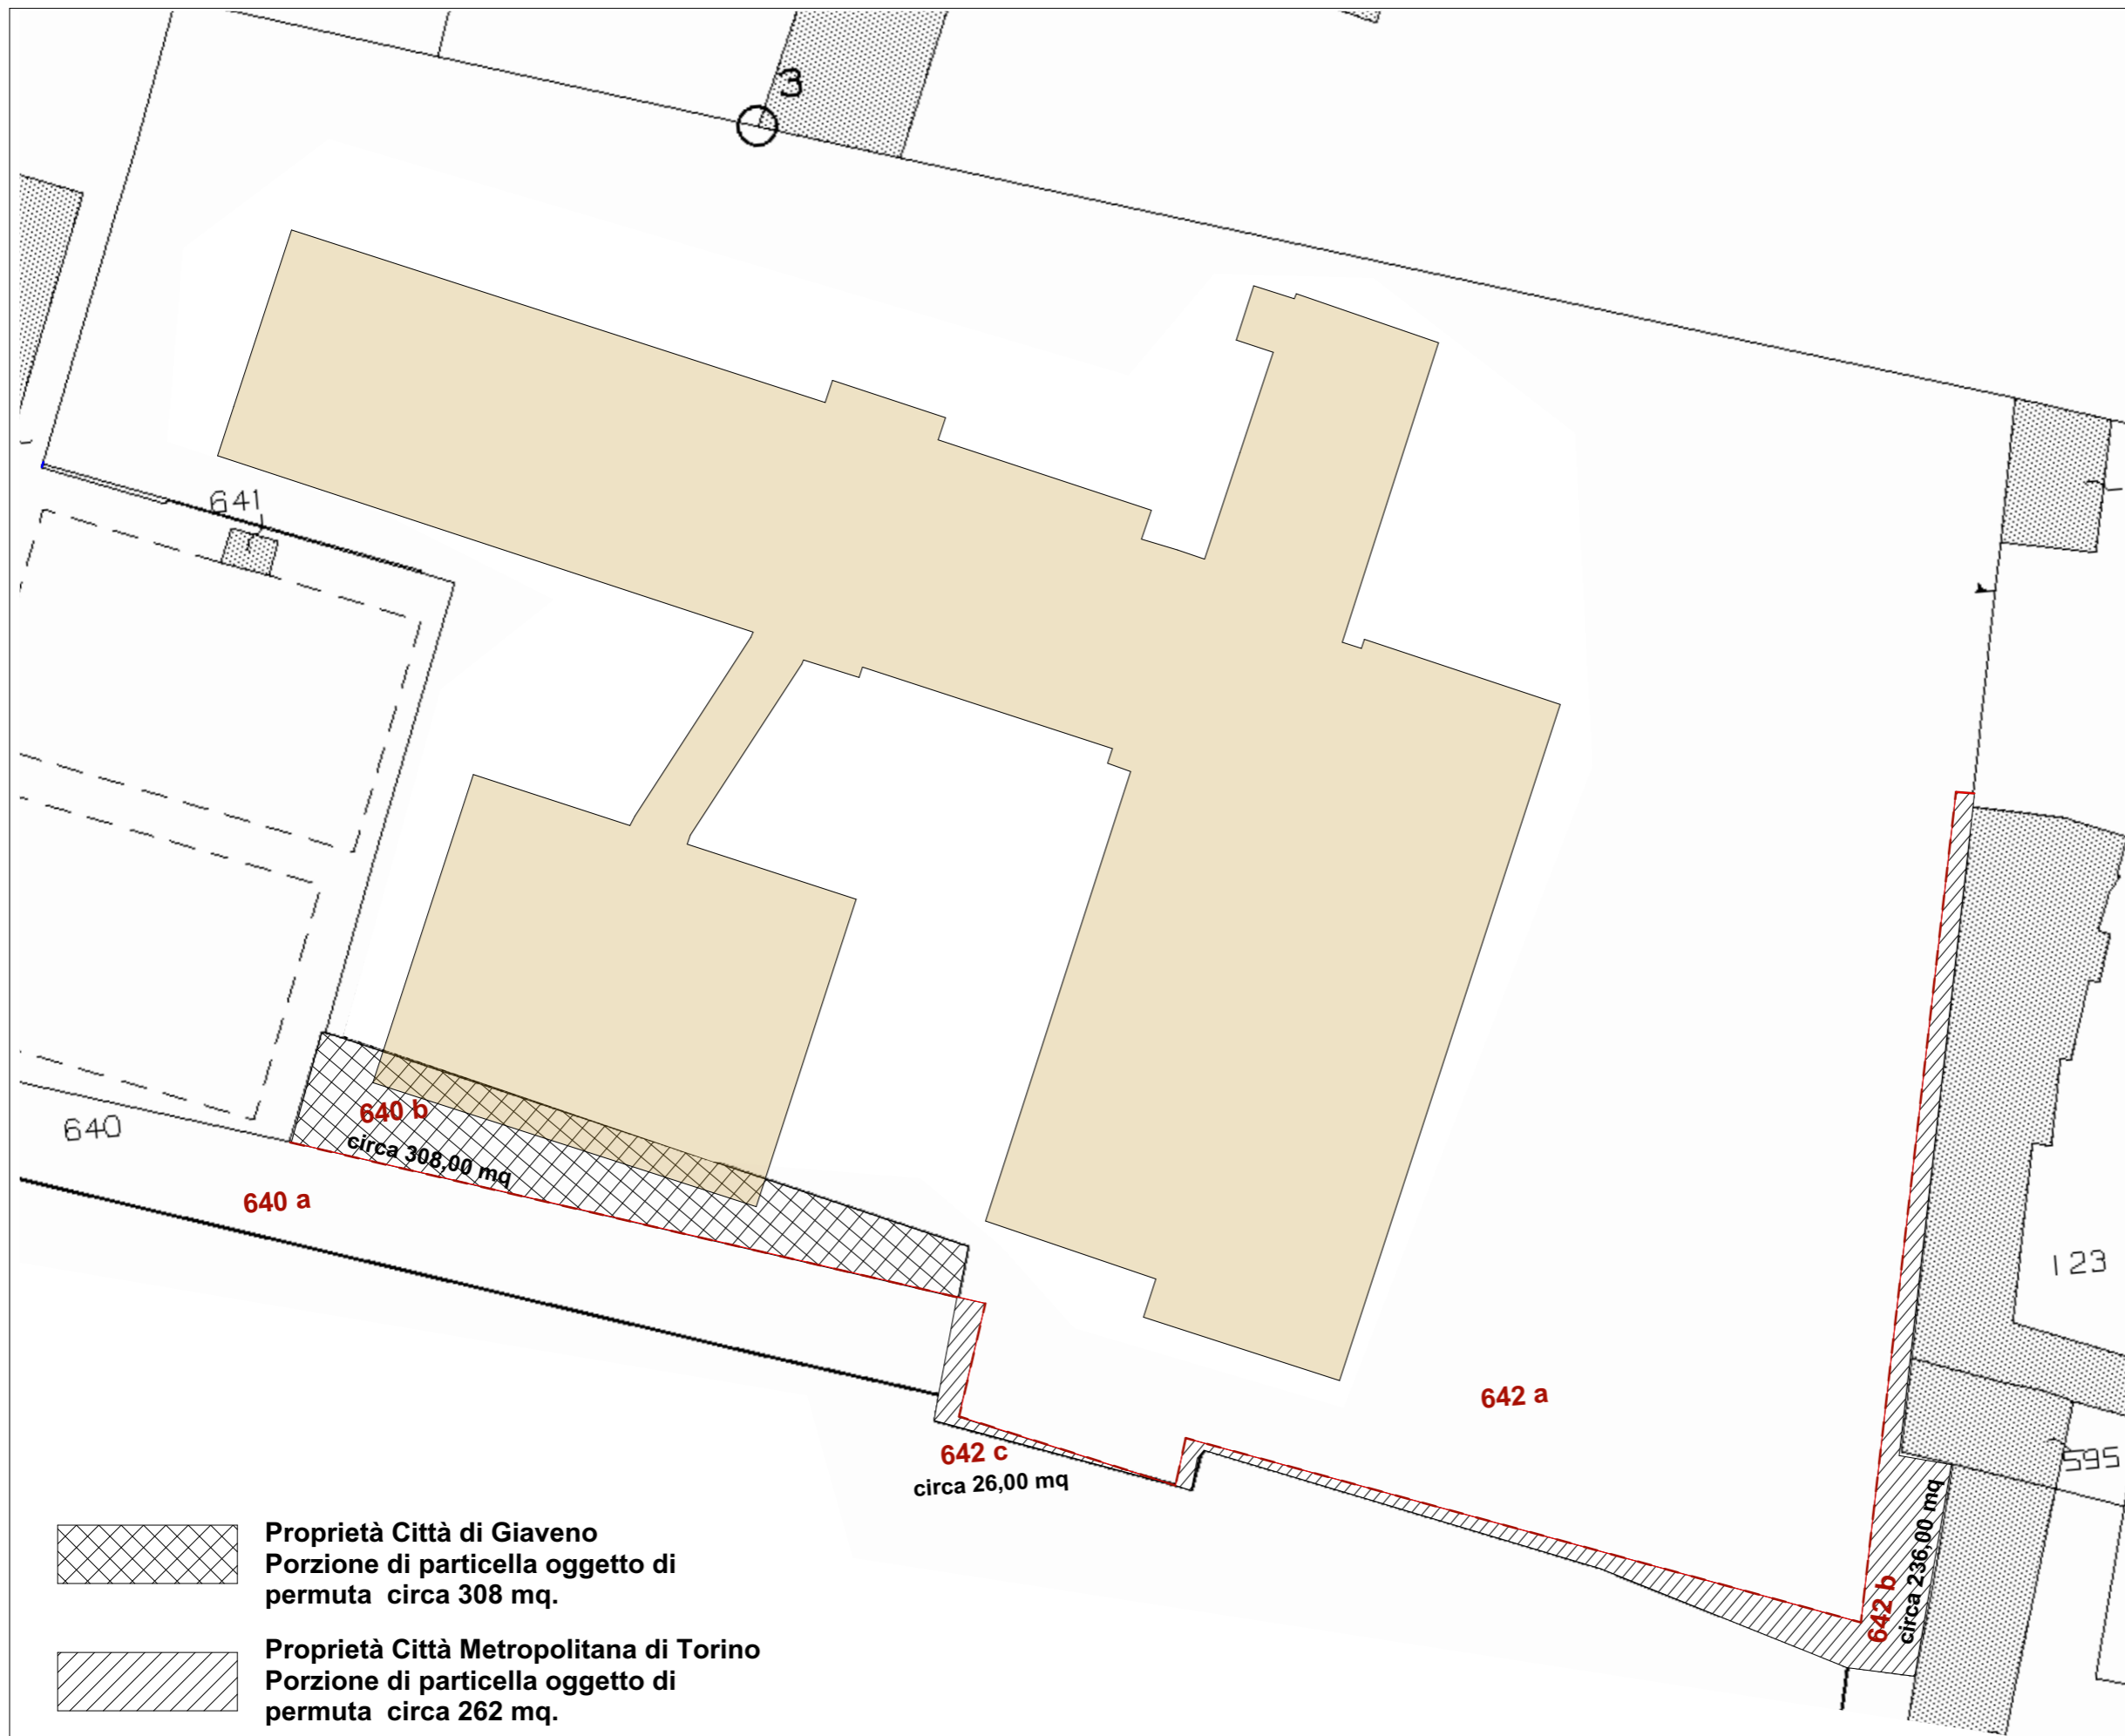 3
641
640 b
circa 308,00 mq
640
640 a
123
642 a
642 c
circa 26,00 mq
595
642 b
circa 236,00 mq
Proprietà Città di Giaveno
Porzione di particella oggetto di
permuta circa 308 mq.
Proprietà Città Metropolitana di Torino
Porzione di particella oggetto di
permuta circa 262 mq.